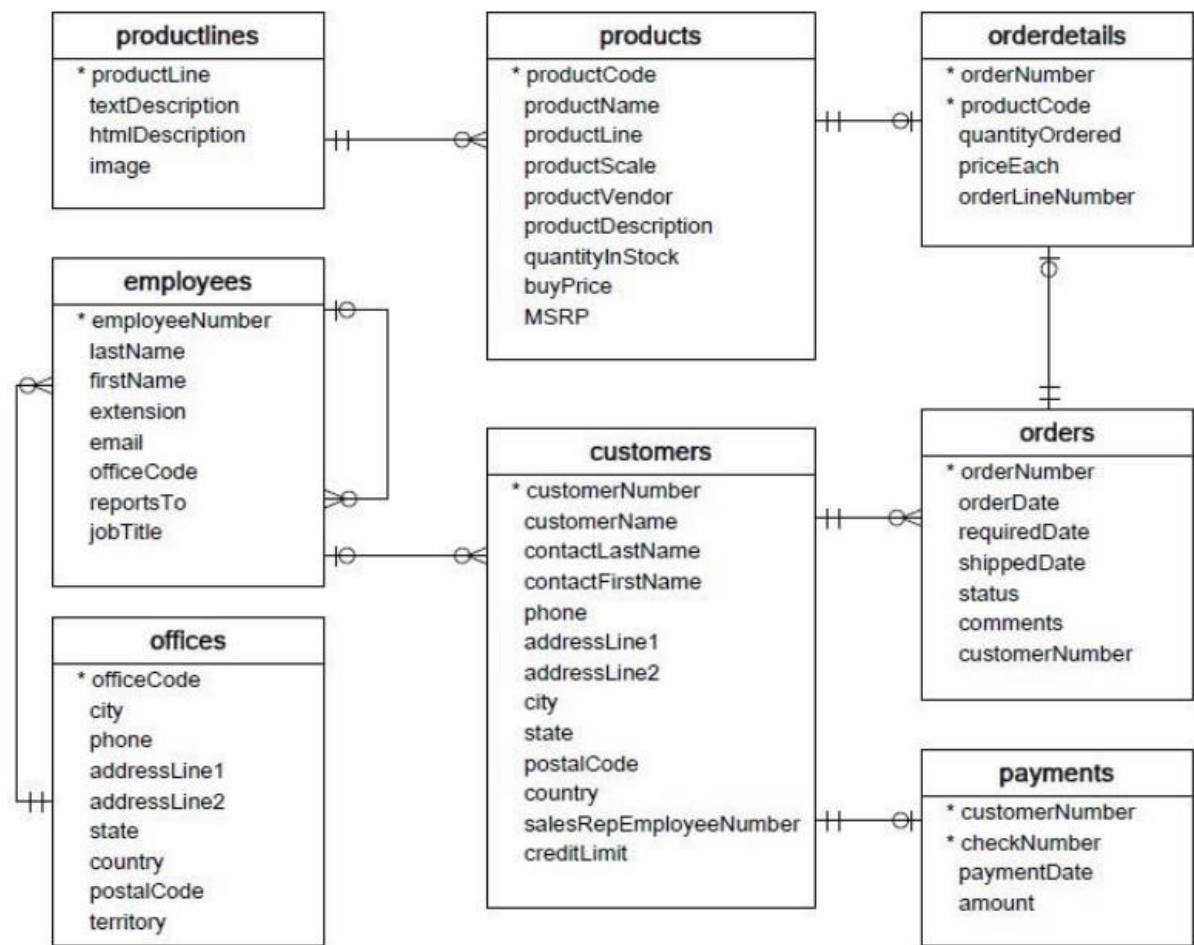 productlines
* productLine
textDescription
htmlDescription
image
products
* productCode
productName
productLine
productScale
productVendor
productDescription
quantityInStock
buyPrice
MSRP
orderdetails
* orderNumber
* productCode
quantityOrdered
priceEach
orderLineNumber
employees
* employeeNumber
lastName
firstName
extension
email
officeCode
reportsTo
jobTitle
customers
* customerNumber
customerName
contactLastName
contactFirstName
phone
addressLine1
addressLine2
city
state
postalCode
country
salesRepEmployeeNumber
creditLimit
orders
* orderNumber
orderDate
requiredDate
shippedDate
status
comments
customerNumber
offices
* officeCode
city
phone
addressLine1
addressLine2
state
country
postalCode
territory
payments
* customerNumber
* checkNumber
paymentDate
amount